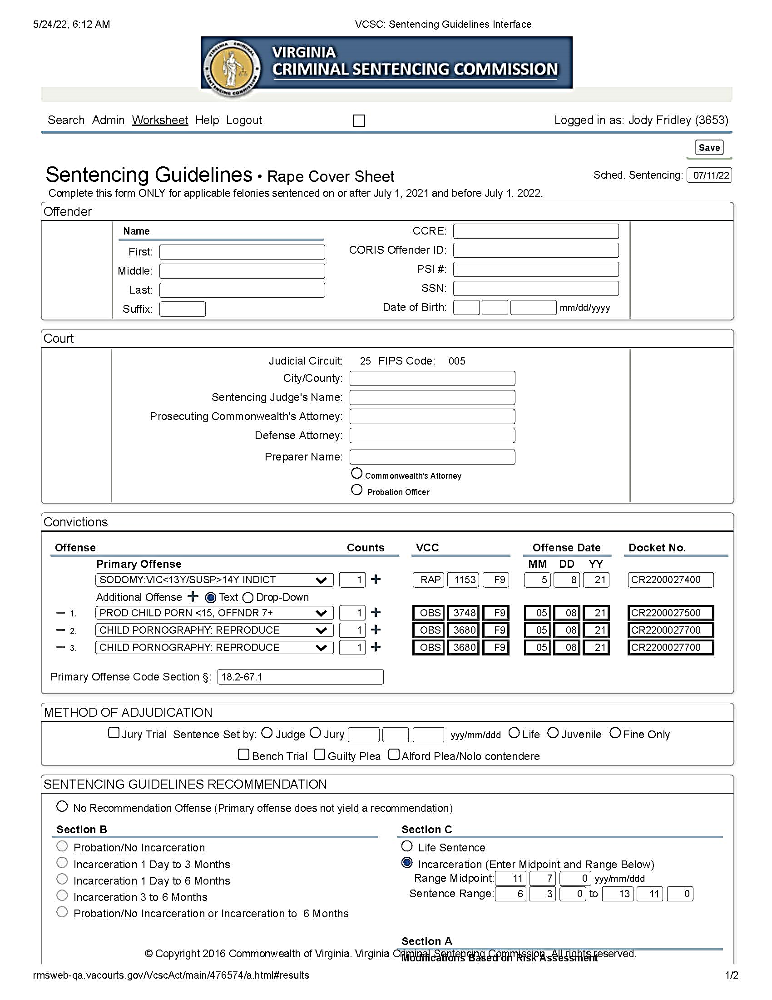 5/24/22, 6:12 AM VCSC: Sentencing Guidelines Interface
VIRGINIA CRIMINAL SENTENCING COMMISSION
VIRGINIA
CRIMINAL SENTENCING COMMISSION
Search Admin Worksheet Help Logout Logged in as: Jody Fridley (3653)
Save
Sentencing Guidelines • Rape Cover Sheet Sched. Sentencing: 07/11/22
Complete this form ONLY for applicable felonies sentenced on or after July 1, 2021 and before July 1, 2022.
Offender
Name CCRE:
First: CORIS Offender ID:
Middle: PSI #:
Last: SSN:
Suffix: Date of Birth: mm/dd/yyyy
Court
Judicial Circuit: 25 FIPS Code: 005
City/County:
Sentencing Judge's Name:
Prosecuting Commonwealth's Attorney:
Defense Attorney:
Preparer Name:
Commonwealth's Attorney
Probation Officer
Convictions
Offense Counts VCC Offense Date Docket No.
Primary Offense MM DD YY
SODOMY:VIC<13Y/SUSP>14Y INDICT 1 + RAP 1153 F9 5 8 21 CR2200027400
Additional Offense + Text Drop-Down
1. PROD CHILD PORN <15, OFFNDR 7+ 1 + OBS 3748 F9 05 08 21 CR2200027500
2. CHILD PORNOGRAPHY: REPRODUCE 1 + OBS 3680 F9 05 08 21 CR2200027700
3. CHILD PORNOGRAPHY: REPRODUCE 1 + OBS 3680 F9 05 08 21 CR2200027700
Primary Offense Code Section §: 18.2-67.1
METHOD OF ADJUDICATION
Jury Trial Sentence Set by: Judge Jury yyy/mm/ddd Life Juvenile Fine Only
Bench Trial Guilty Plea Alford Plea/Nolo contendere
SENTENCING GUIDELINES RECOMMENDATION
No Recommendation Offense (Primary offense does not yield a recommendation)
Section B Section C
Probation/No Incarceration Life Sentence
Incarceration 1 Day to 3 Months Incarceration (Enter Midpoint and Range Below)
Incarceration 1 Day to 6 Months Range Midpoint: 11 7 0 yyy/mm/ddd
Incarceration 3 to 6 Months Sentence Range: 6 3 0 to 13 11 0
Probation/No Incarceration or Incarceration to 6 Months
Section A
© Copyright 2016 Commonwealth of Virginia. Virginia Criminal Sentencing Commission. All rights reserved.
Modifications Based on Risk Assessment
rmsweb-qa.vacourts.gov/VcscAct/main/476574/a.html#results 1/2